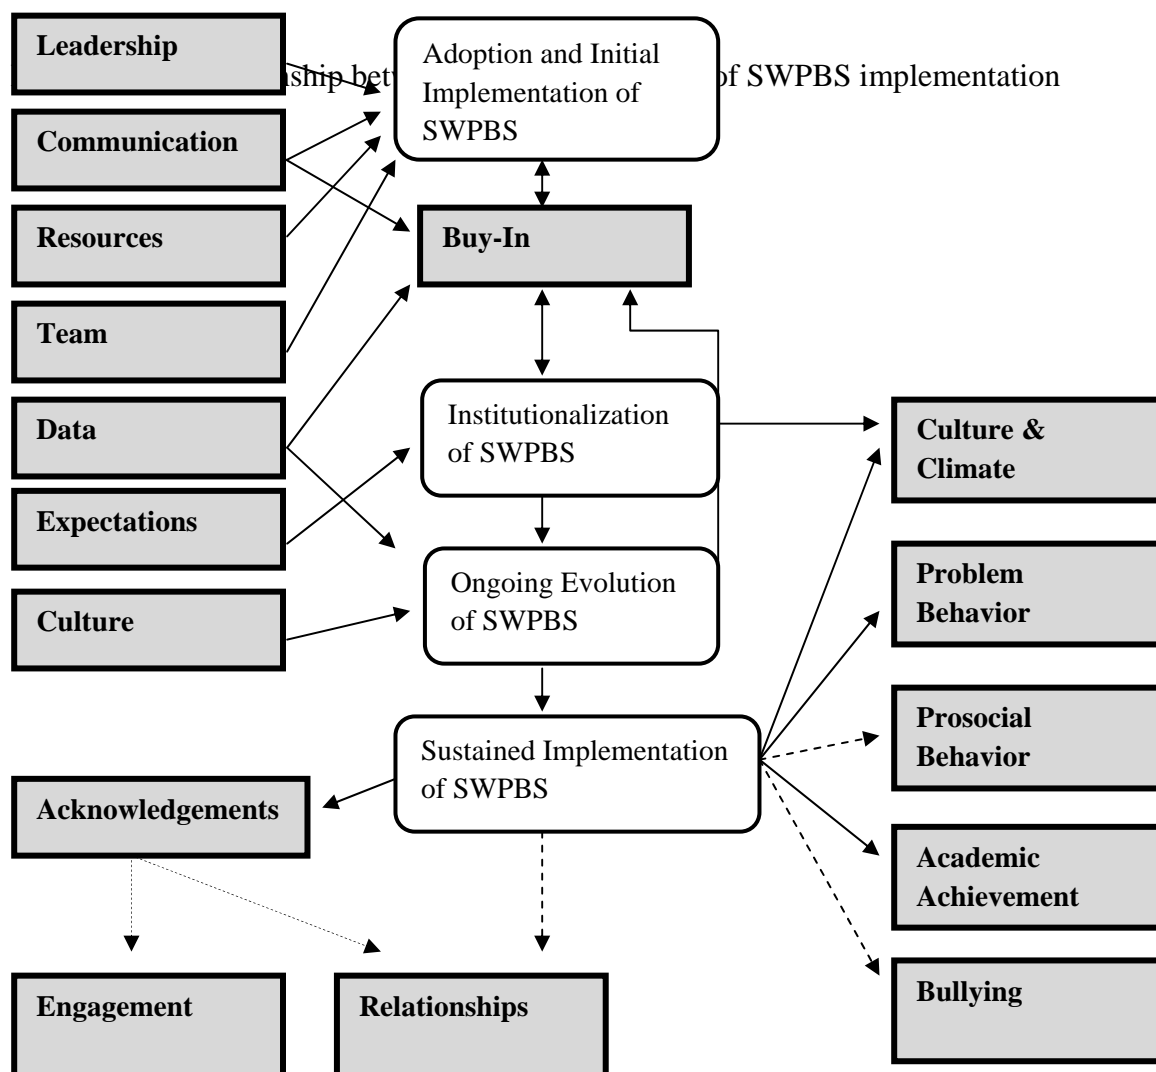 Leadership
Adoption and Initial
Implementation of
SWPBS
of SWPBS implementation
Communication
Resources
Buy-In
Team
Data
Institutionalization
of SWPBS
Culture &
Climate
Expectations
Ongoing Evolution
of SWPBS
Problem
Behavior
Culture
Sustained Implementation
of SWPBS
Prosocial
Behavior
Acknowledgements
Academic
Achievement
Engagement
Relationships
Bullying